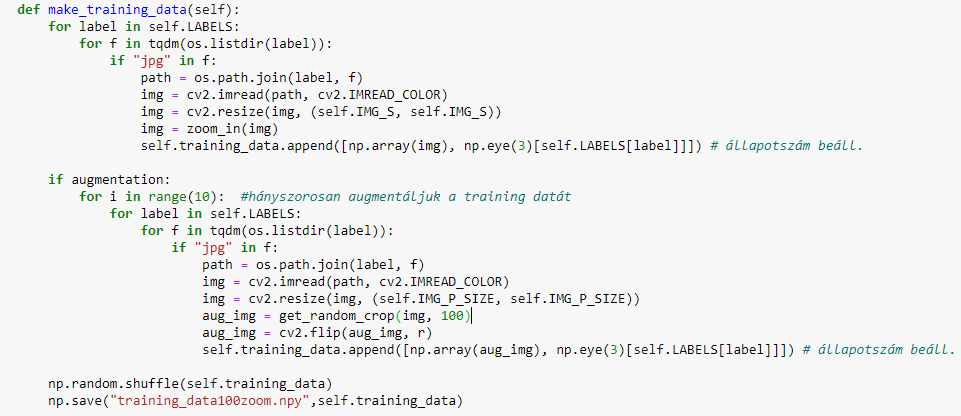 def make_training_data(self):
for label in self.LABELS:
for f in tqdm(os.listdir(label)):
if "jpg" in f:
path = os.path.join(label, f)
img = cv2.imread(path, cv2.IMREAD_COLOR)
img = cv2.resize(img, (self.IMG_S, self.IMG_S))
img = zoom_in(img)
self.training_data.append([np.array(img), np.eye(3)[self.LABELS[label]]]) # állapotszám beáll.
if augmentation:
for i in range(10):  #hányszorosan augmentáljuk a training datát
for label in self.LABELS:
for f in tqdm(os.listdir(label)):
if "jpg" in f:
path = os.path.join(label, f)
img = cv2.imread(path, cv2.IMREAD_COLOR)
img = cv2.resize(img, (self.IMG_P_SIZE, self.IMG_P_SIZE))
aug_img = get_random_crop(img, 100)
aug_img = cv2.flip(aug_img, r)
self.training_data.append([np.array(aug_img), np.eye(3)[self.LABELS[label]]]) # állapotszám beáll.
np.random.shuffle(self.training_data)
np.save("training_data100zoom.npy",self.training_data)